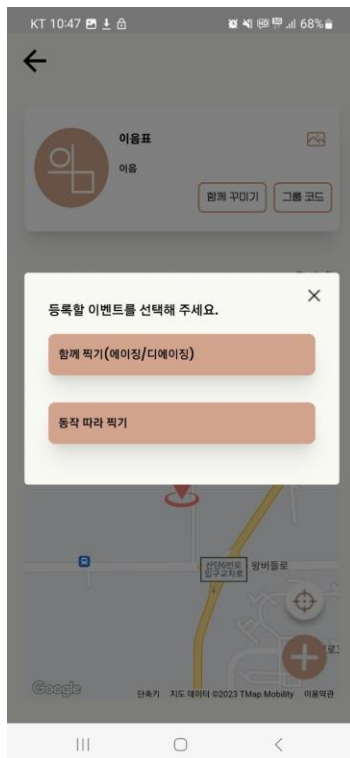 KT 10:47
68%
이음표
이음
함께 꾸미기
그룹 코드
등록할 이벤트를 선택해 주세요.
함께 찍기(에이징/디에이징)
동작 따라 찍기
산단6번로
입구교차로
왕버들로
Google
단축키
지도 데이터 ©2023 TMap Mobility
이용약관